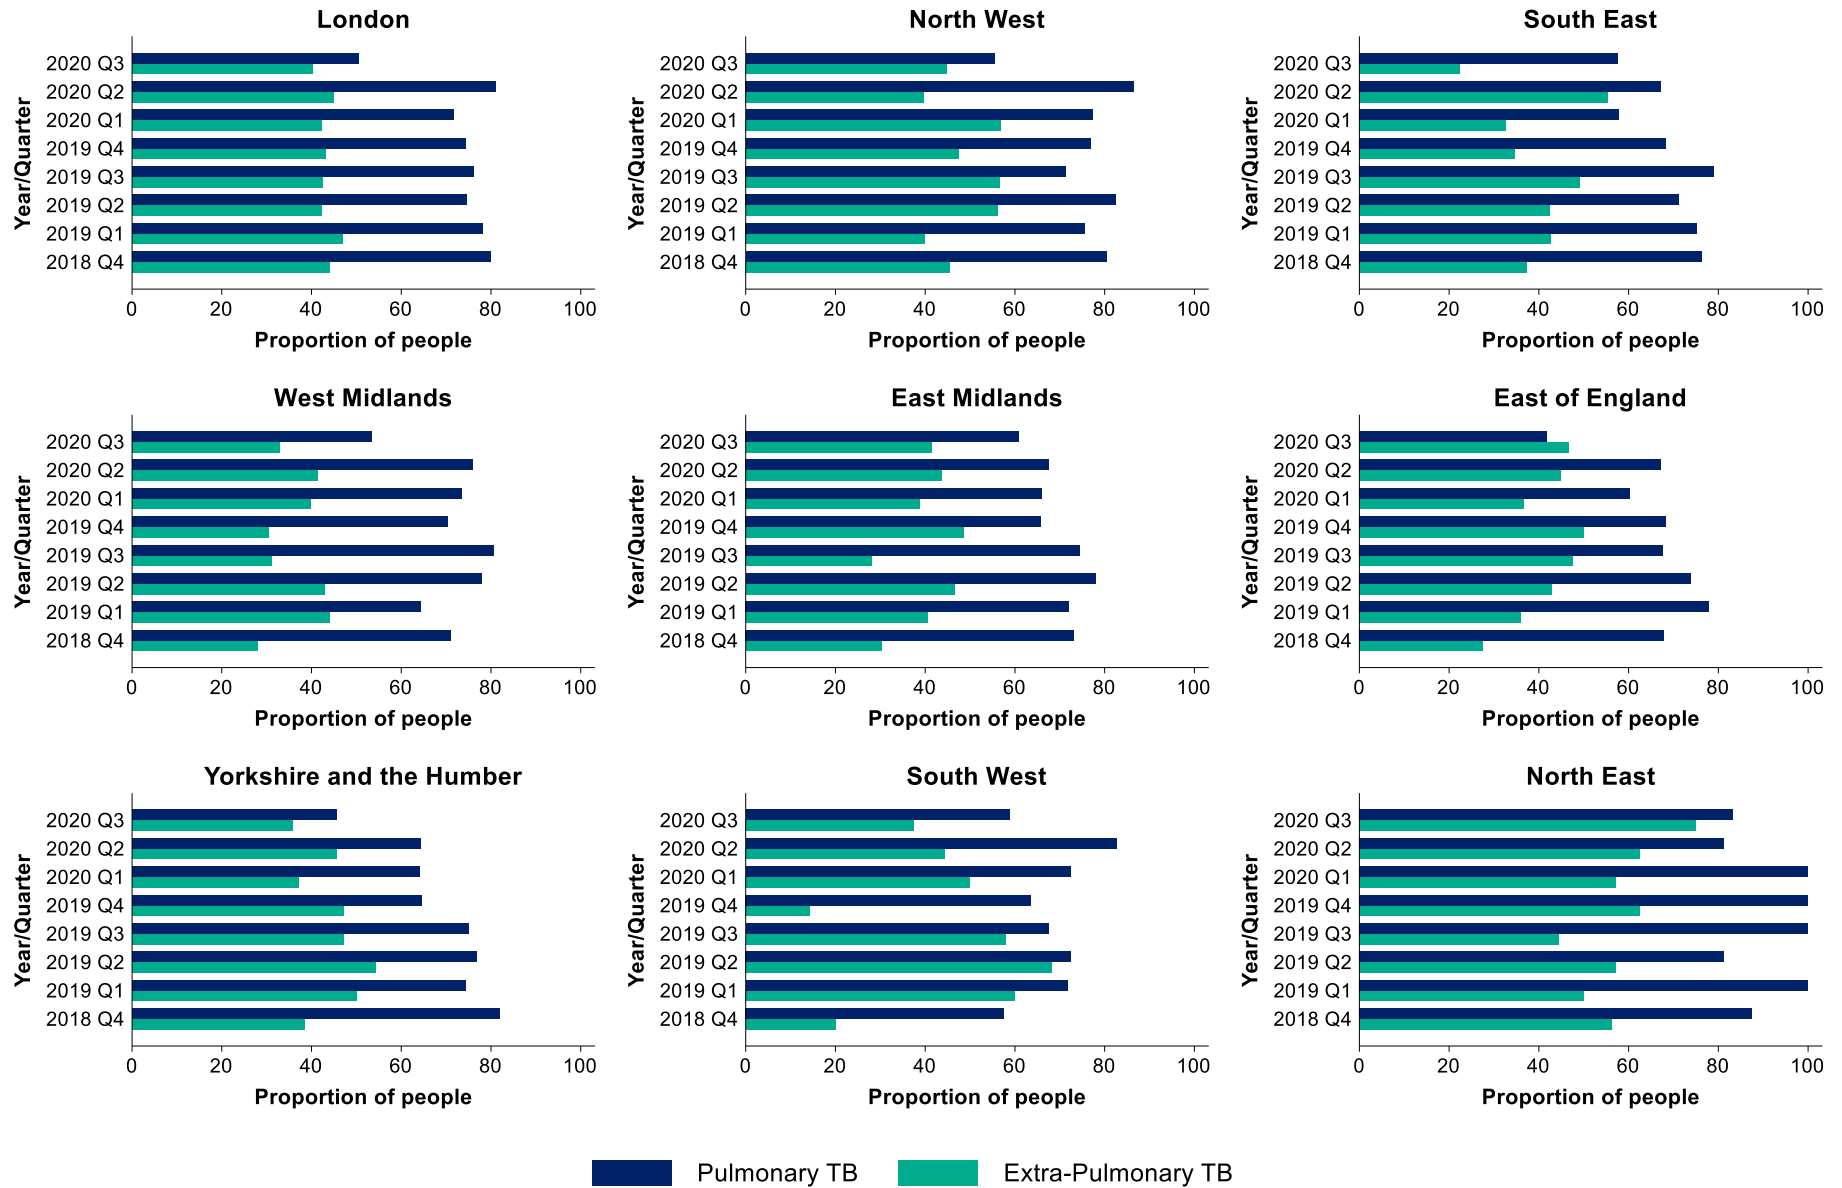 London
North West
South East
Year/Quarter
2020 Q3
2020 Q2
2020 Q1
2019 Q4
2019 Q3
2019 Q2
2019 Q1
2018 Q4
0 20 40 60 80 100
Proportion of people
Year/Quarter
2020 Q3
2020 Q2
2020 Q1
2019 Q4
2019 Q3
2019 Q2
2019 Q1
2018 Q4
0 20 40 60 80 100
Proportion of people
Year/Quarter
2020 Q3
2020 Q2
2020 Q1
2019 Q4
2019 Q3
2019 Q2
2019 Q1
2018 Q4
0 20 40 60 80 100
Proportion of people
West Midlands
East Midlands
East of England
Year/Quarter
2020 Q3
2020 Q2
2020 Q1
2019 Q4
2019 Q3
2019 Q2
2019 Q1
2018 Q4
0 20 40 60 80 100
Proportion of people
Year/Quarter
2020 Q3
2020 Q2
2020 Q1
2019 Q4
2019 Q3
2019 Q2
2019 Q1
2018 Q4
0 20 40 60 80 100
Proportion of people
Year/Quarter
2020 Q3
2020 Q2
2020 Q1
2019 Q4
2019 Q3
2019 Q2
2019 Q1
2018 Q4
0 20 40 60 80 100
Proportion of people
Yorkshire and the Humber
South West
North East
Year/Quarter
2020 Q3
2020 Q2
2020 Q1
2019 Q4
2019 Q3
2019 Q2
2019 Q1
2018 Q4
0 20 40 60 80 100
Proportion of people
Year/Quarter
2020 Q3
2020 Q2
2020 Q1
2019 Q4
2019 Q3
2019 Q2
2019 Q1
2018 Q4
0 20 40 60 80 100
Proportion of people
Year/Quarter
2020 Q3
2020 Q2
2020 Q1
2019 Q4
2019 Q3
2019 Q2
2019 Q1
2018 Q4
0 20 40 60 80 100
Proportion of people
Pulmonary TB
Extra-Pulmonary TB